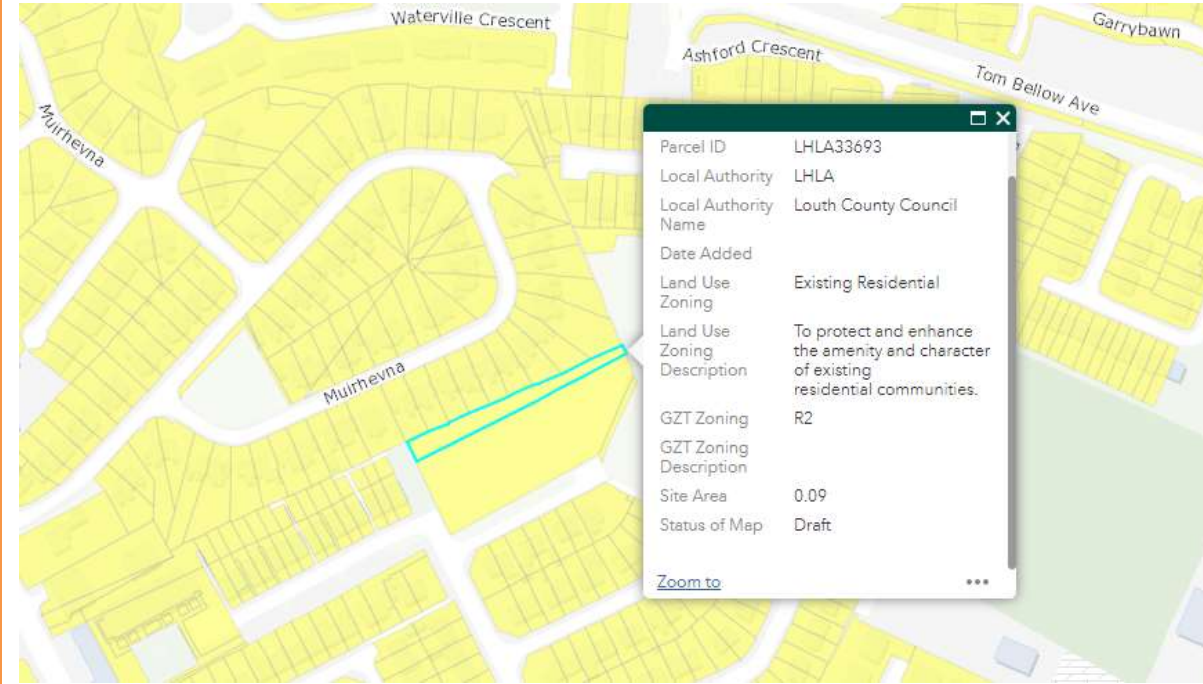 Waterville Crescent
Garrybawn
Ashford Crescent
Tom Bellow Ave
Muirhevna
Muirhevna
Parcel ID LHLA33693
Local Authority LHLA
Local Authority Name Louth County Council
Date Added
Land Use Zoning Existing Residential
Land Use To protect and enhance
Zoning the amenity and character
Description of existing
residential communities.
GZT Zoning R2
GZT Zoning
Description
Site Area 0.09
Status of Map Draft
Zoom to